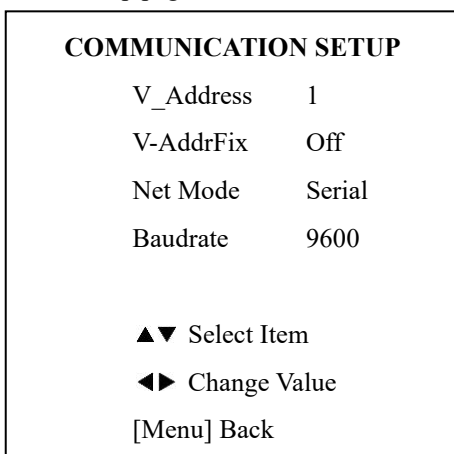 COMMUNICATION SETUP
V_Address 1
V-AddrFix Off
Net Mode Serial
Baudrate 9600
▲▼ Select Item
◀▶ Change Value
[Menu] Back